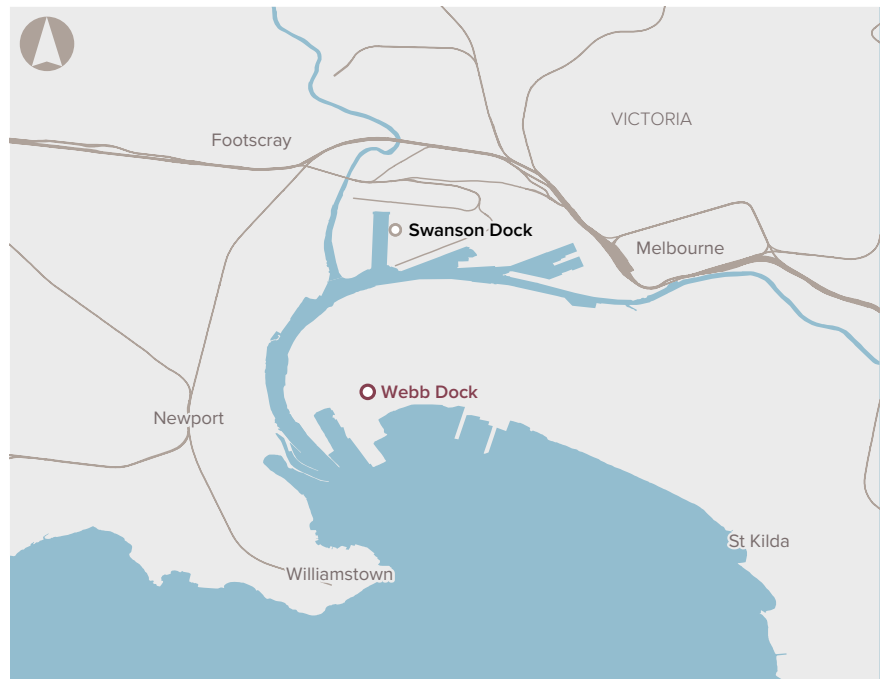 VICTORIA
Footscray
Swanson Dock
Melbourne
Webb Dock
Newport
St Kilda
Williamstown